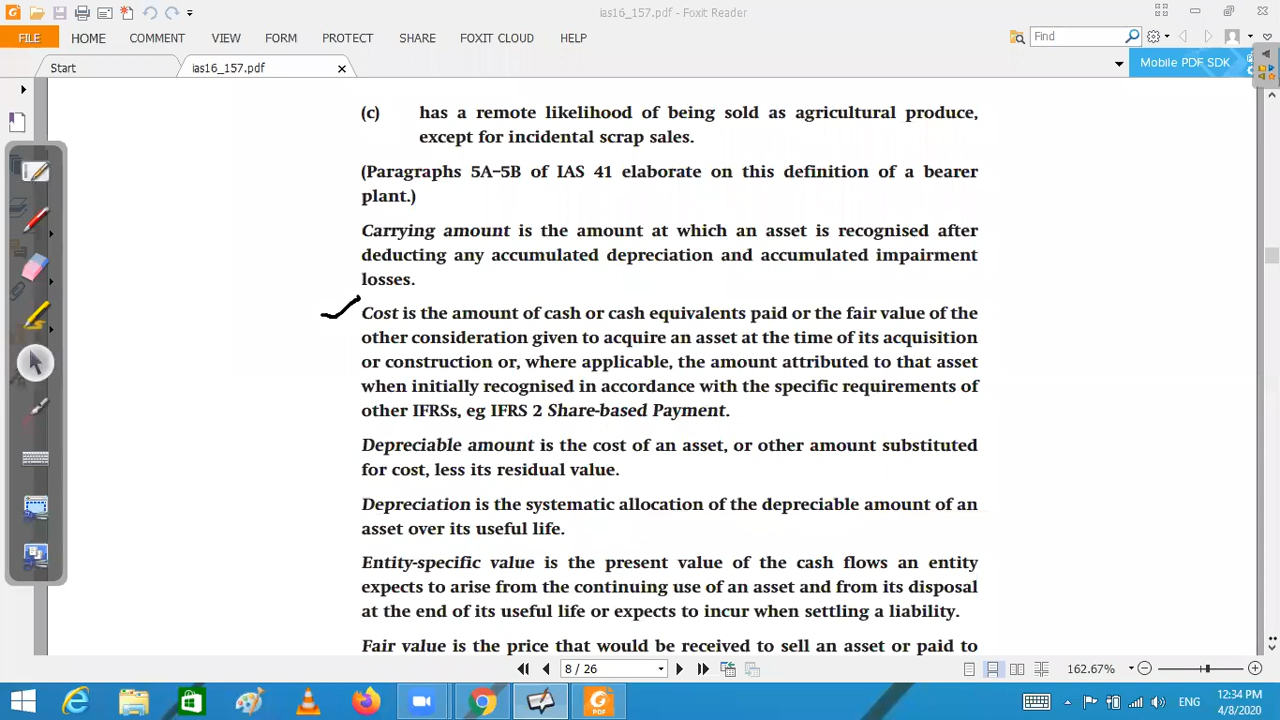 ias16_157.pdf - Foxit Reader
FILE HOME COMMENT VIEW FORM PROTECT SHARE FOXIT CLOUD HELP Find
Start ias16_157.pdf Mobile PDF SDK
(c) has a remote likelihood of being sold as agricultural produce,
except for incidental scrap sales.
(Paragraphs 5A–5B of IAS 41 elaborate on this definition of a bearer
plant.)
Carrying amount is the amount at which an asset is recognised after
deducting any accumulated depreciation and accumulated impairment
losses.
Cost is the amount of cash or cash equivalents paid or the fair value of the
other consideration given to acquire an asset at the time of its acquisition
or construction or, where applicable, the amount attributed to that asset
when initially recognised in accordance with the specific requirements of
other IFRSs, eg IFRS 2 Share-based Payment.
Depreciable amount is the cost of an asset, or other amount substituted
for cost, less its residual value.
Depreciation is the systematic allocation of the depreciable amount of an
asset over its useful life.
Entity-specific value is the present value of the cash flows an entity
expects to arise from the continuing use of an asset and from its disposal
at the end of its useful life or expects to incur when settling a liability.
Fair value is the price that would be received to sell an asset or paid to
8 / 26 162.67%
ENG 12:34 PM
4/8/2020